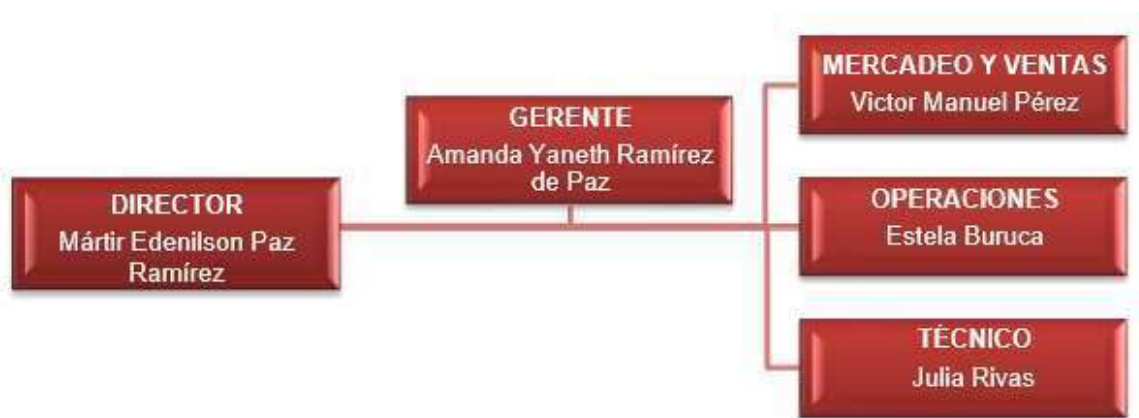 DIRECTOR
Mártir Edenilson Paz
Ramírez
GERENTE
Amanda Yaneth Ramírez
de Paz
MERCADEO Y VENTAS
Victor Manuel Pérez
OPERACIONES
Estela Buruca
TÉCNICO
Julia Rivas